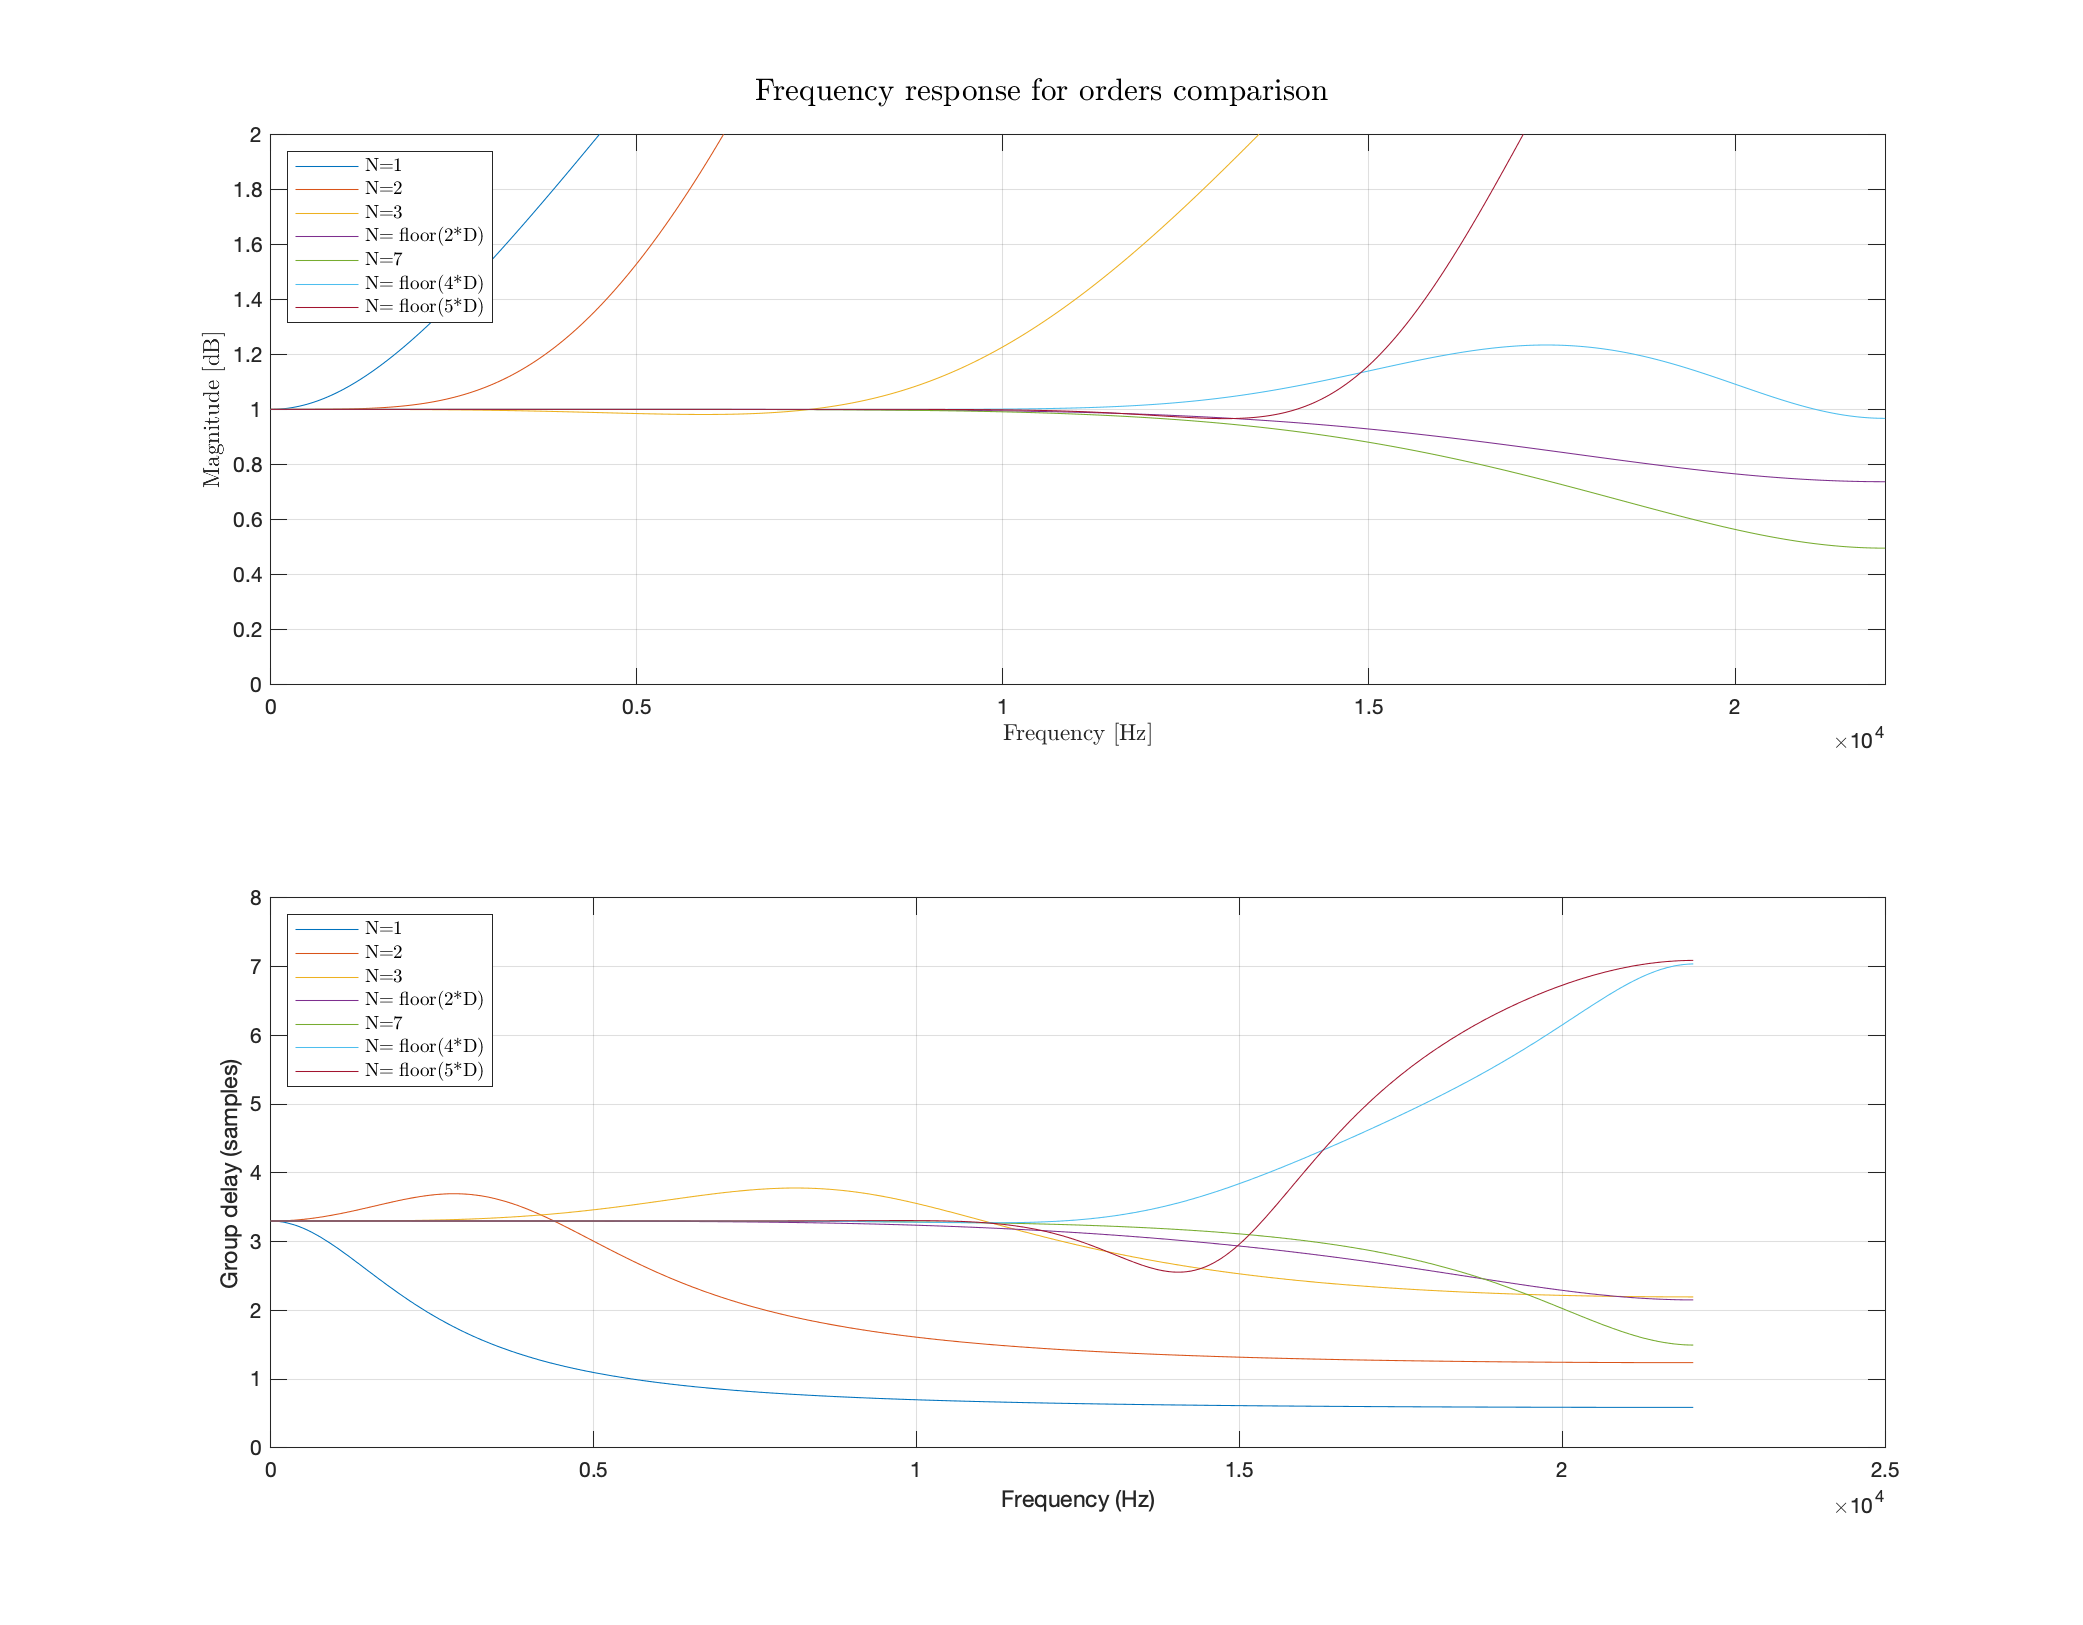 Frequency response for orders comparison
2
1.8
1.6
1.4
1.2
1
0.8
0.6
0.4
0.2
0
Magnitude [dB]
N=1
N=2
N=3
N= floor(2*D)
N=7
N= floor(4*D)
N= floor(5*D)
0 0.5 1 1.5 2
Frequency [Hz]
×10^4
8
7
6
5
4
3
2
1
0
Group delay (samples)
N=1
N=2
N=3
N= floor(2*D)
N=7
N= floor(4*D)
N= floor(5*D)
0 0.5 1 1.5 2 2.5
Frequency (Hz)
×10^4